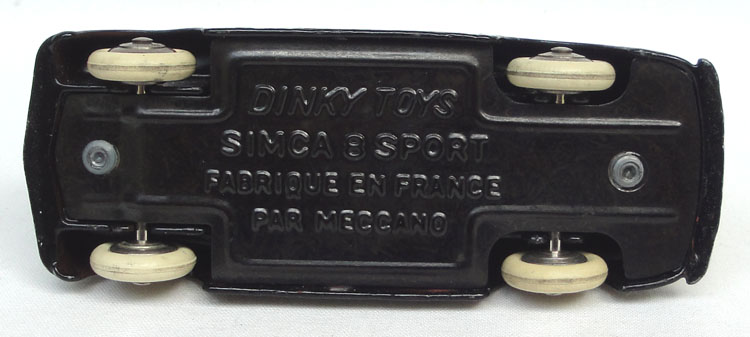 DINKY TOYS
SIMCA 8 SPORT
FABRIQUE EN FRANCE
PAR MECCANO